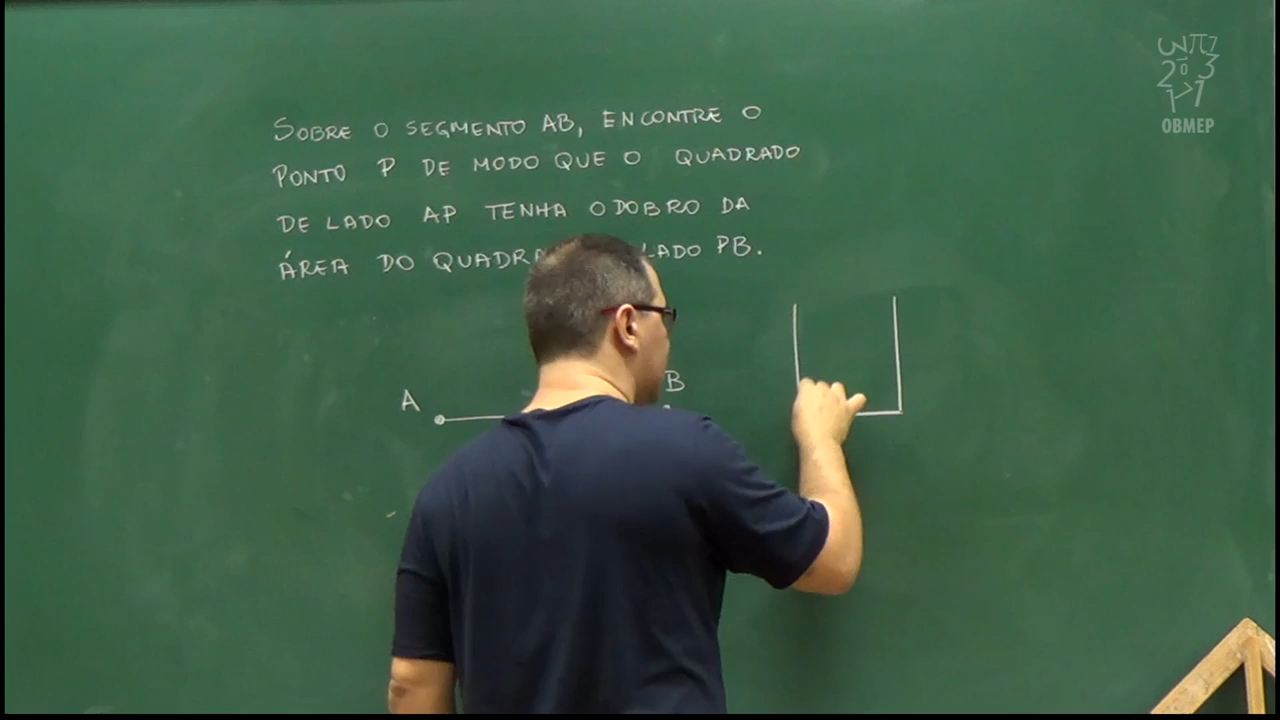 SOBRE O SEGMENTO AB, ENCONTRE O
PONTO P DE MODO QUE O QUADRADO
DE LADO AP TENHA O DOBRO DA
ÁREA DO QUADRA LADO PB.
A
B
OBMEP